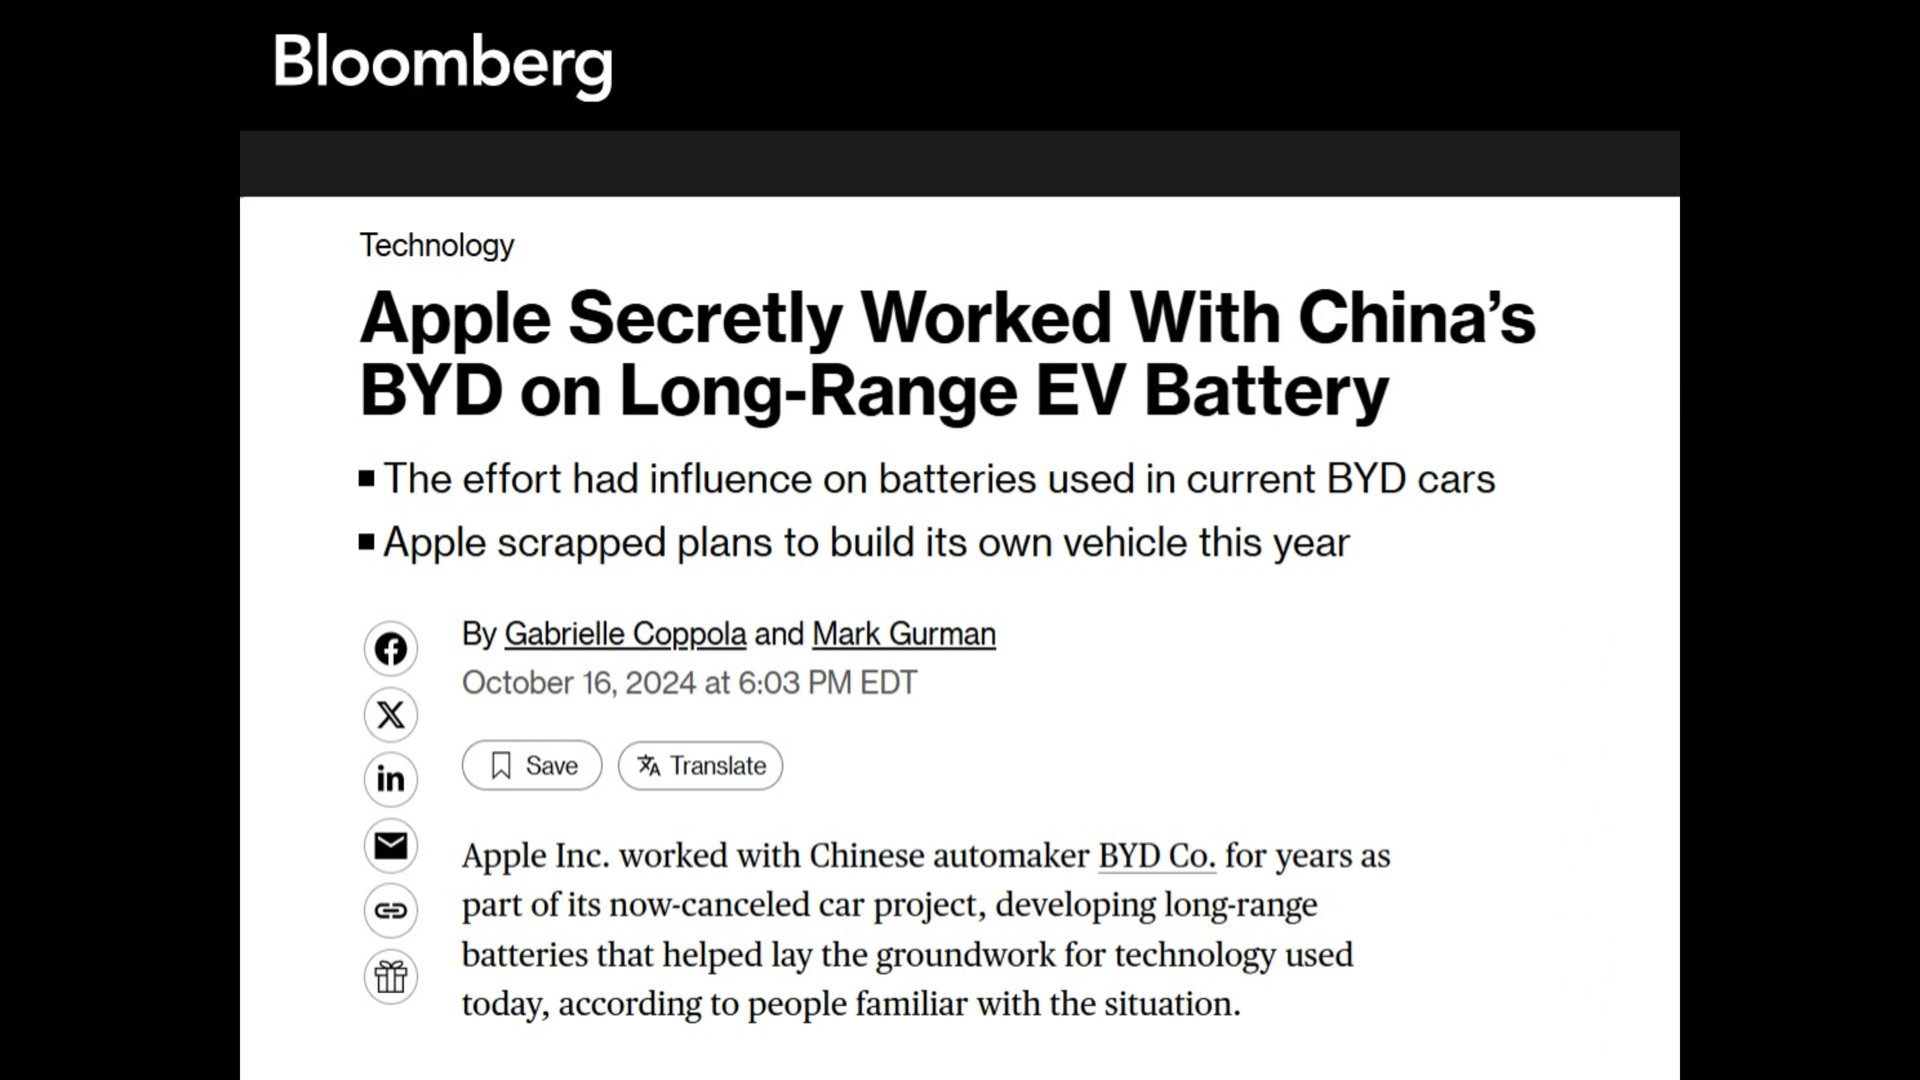 Bloomberg
Technology
Apple Secretly Worked With China’s
BYD on Long-Range EV Battery
■ The effort had influence on batteries used in current BYD cars
■ Apple scrapped plans to build its own vehicle this year
By Gabrielle Coppola and Mark Gurman
October 16, 2024 at 6:03 PM EDT
Save
Translate
Apple Inc. worked with Chinese automaker BYD Co. for years as
part of its now-canceled car project, developing long-range
batteries that helped lay the groundwork for technology used
today, according to people familiar with the situation.